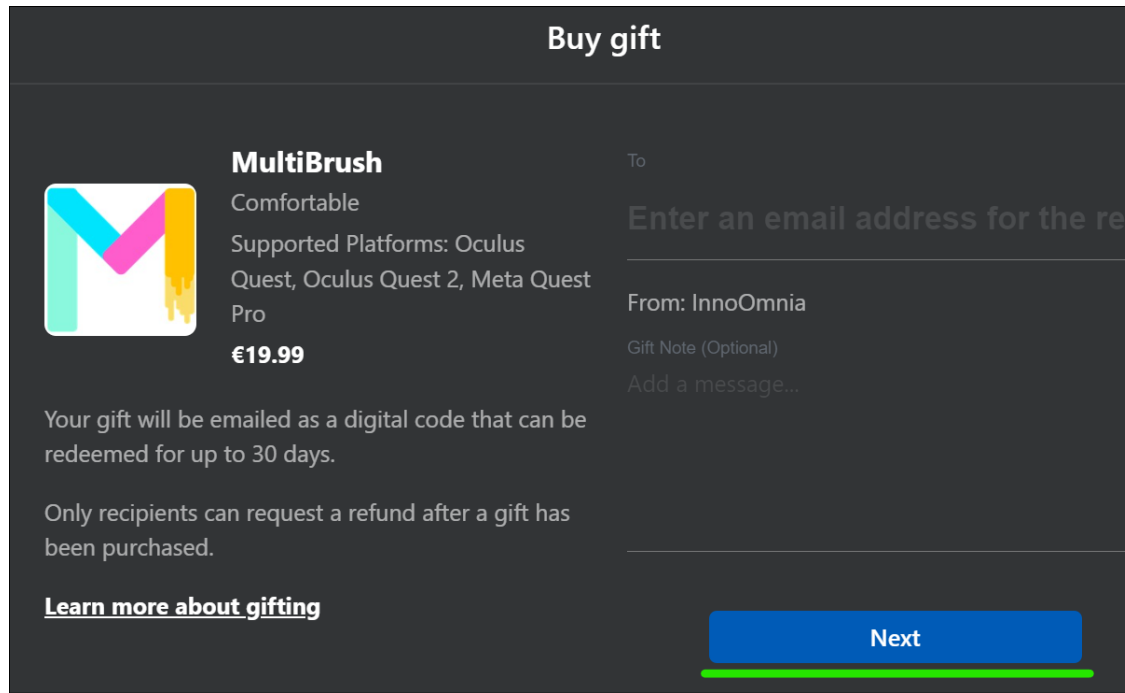 Buy gift
MultiBrush
Comfortable
Supported Platforms: Oculus
Quest, Oculus Quest 2, Meta Quest
Pro
€19.99
Your gift will be emailed as a digital code that can be
redeemed for up to 30 days.
Only recipients can request a refund after a gift has
been purchased.
Learn more about gifting
To
Enter an email address for the re
From: InnoOmnia
Gift Note (Optional)
Add a message...
Next